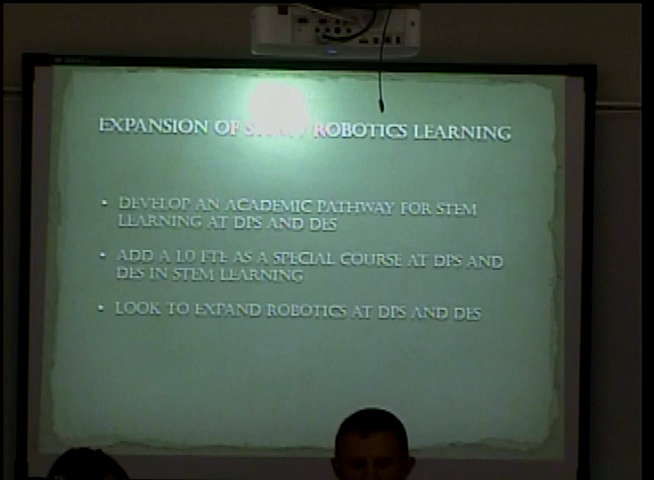 EXPANSION OF ROBOTICS LEARNING
• DEVELOP AN ACADEMIC PATHWAY FOR STEM
LEARNING AT DPS AND DES
• ADD A 1.0 FTE AS A SPECIAL COURSE AT DPS AND
DES IN STEM LEARNING
• LOOK TO EXPAND ROBOTICS AT DPS AND DES